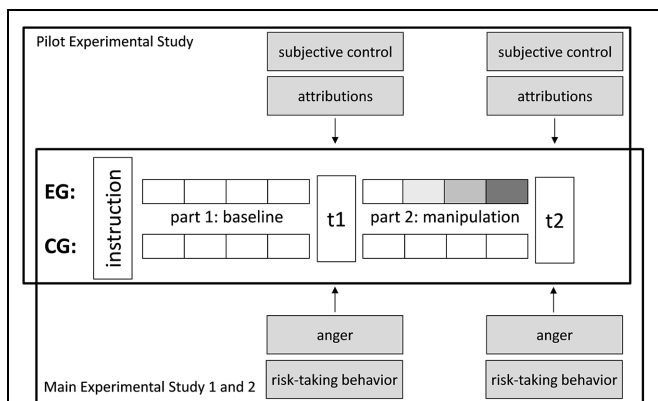 Pilot Experimental Study
subjective control
subjective control
attributions
attributions
EG:
instruction
part 1: baseline
t1
part 2: manipulation
t2
CG:
anger
anger
risk-taking behavior
risk-taking behavior
Main Experimental Study 1 and 2